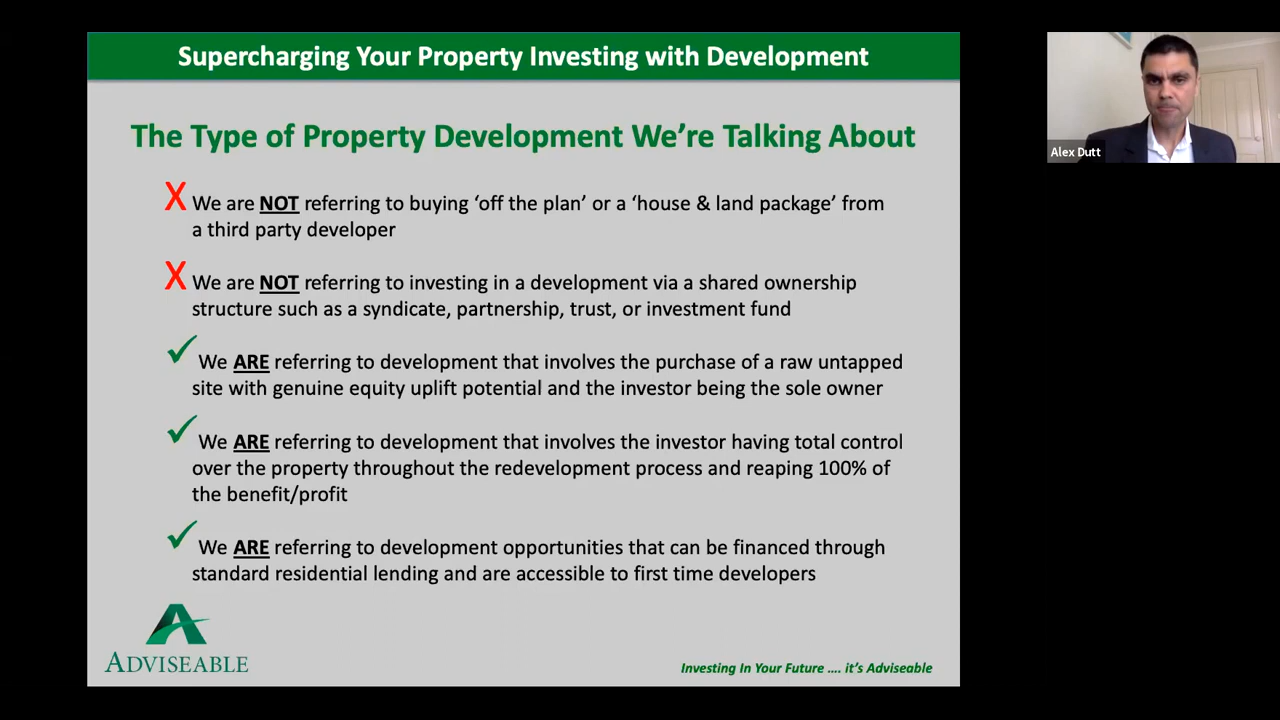 Supercharging Your Property Investing with Development
The Type of Property Development We’re Talking About
X We are NOT referring to buying ‘off the plan’ or a ‘house & land package’ from
a third party developer
X We are NOT referring to investing in a development via a shared ownership
structure such as a syndicate, partnership, trust, or investment fund
✓ We ARE referring to development that involves the purchase of a raw untapped
site with genuine equity uplift potential and the investor being the sole owner
✓ We ARE referring to development that involves the investor having total control
over the property throughout the redevelopment process and reaping 100% of
the benefit/profit
✓ We ARE referring to development opportunities that can be financed through
standard residential lending and are accessible to first time developers
ADVISEABLE
Investing In Your Future .... it’s Adviseable
Alex Dutt